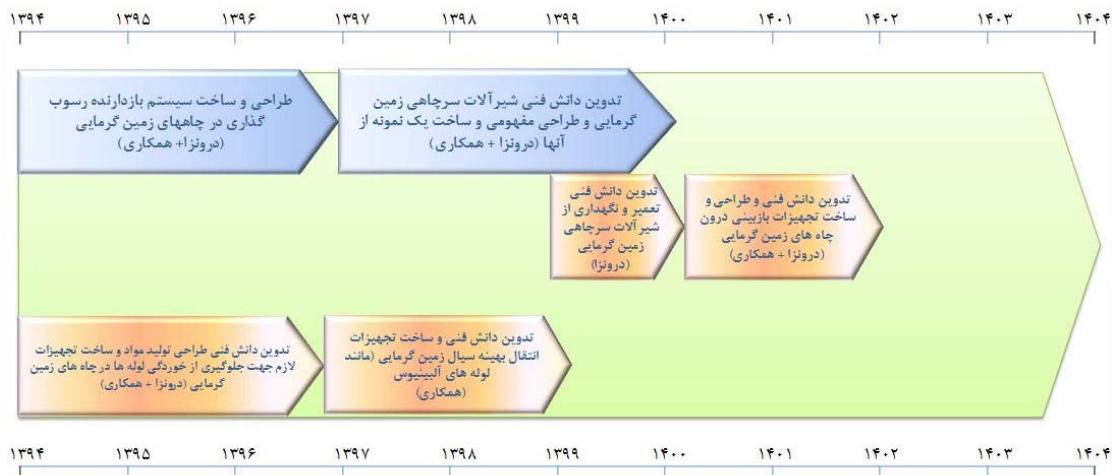 ۱۳۹۴ ۱۳۹۵ ۱۳۹۶ ۱۳۹۷ ۱۳۹۸ ۱۳۹۹ ۱۴۰۰ ۱۴۰۱ ۱۴۰۲ ۱۴۰۳ ۱۴۰۴
طراحی و ساخت سیستم بازدارنده رسوب
گذاری در چاههای زمین گرمایی
(درونزا+ همکاری)
تدوین دانش فنی شیرآلات سرچاهی زمین
گرمایی و طراحی مفهومی و ساخت یک نمونه از
آنها (درونزا + همکاری)
تدوین دانش فنی
تعمیر و نگهداری از
شیرآلات سرچاهی
زمین گرمایی
(درونزا)
تدوین دانش فنی و طراحی و
ساخت تجهیزات بازبینی درون
چاه های زمین گرمایی
(درونزا + همکاری)
تدوین دانش فنی طراحی تولید مواد و ساخت تجهیزات
لازم جهت جلوگیری از خوردگی لوله ها در چاه های زمین
گرمایی (درونزا + همکاری)
تدوین دانش فنی و ساخت تجهیزات
انتقال بهینه سیال زمین گرمایی (مانند
لوله های آلبینیوس
(همکاری)
۱۳۹۴ ۱۳۹۵ ۱۳۹۶ ۱۳۹۷ ۱۳۹۸ ۱۳۹۹ ۱۴۰۰ ۱۴۰۱ ۱۴۰۲ ۱۴۰۳ ۱۴۰۴